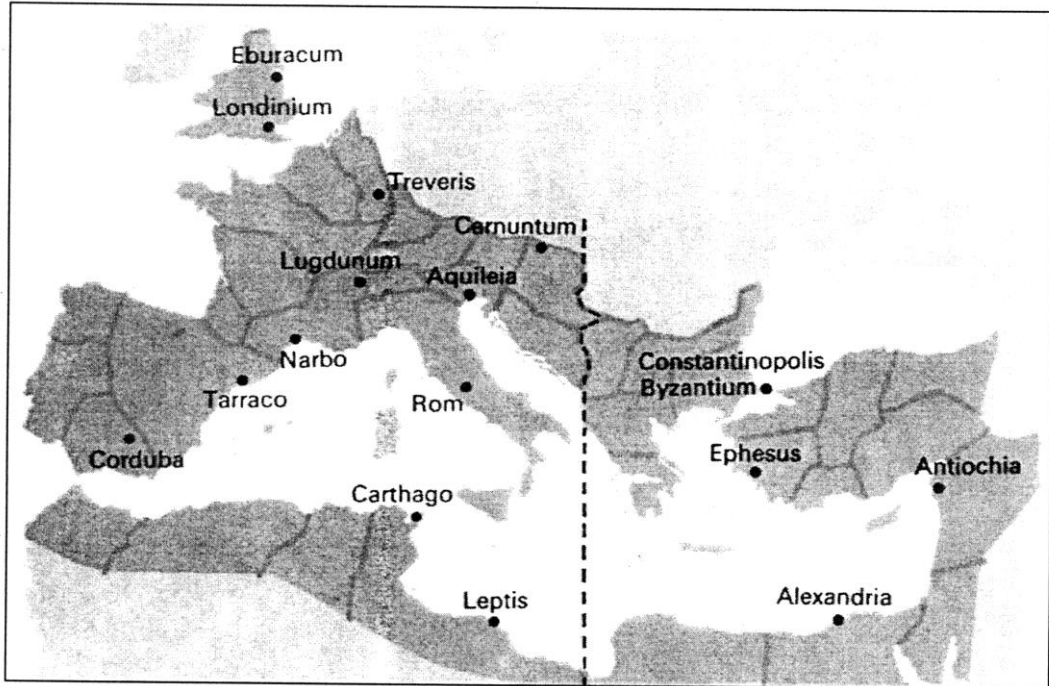 Eburacum
Londinium
Treveris
Carnuntum
Lugdunum
Aquileia
Narbo
Tarraco
Rom
Corduba
Constantinopolis
Byzantium
Ephesus
Antiochia
Carthago
Leptis
Alexandria